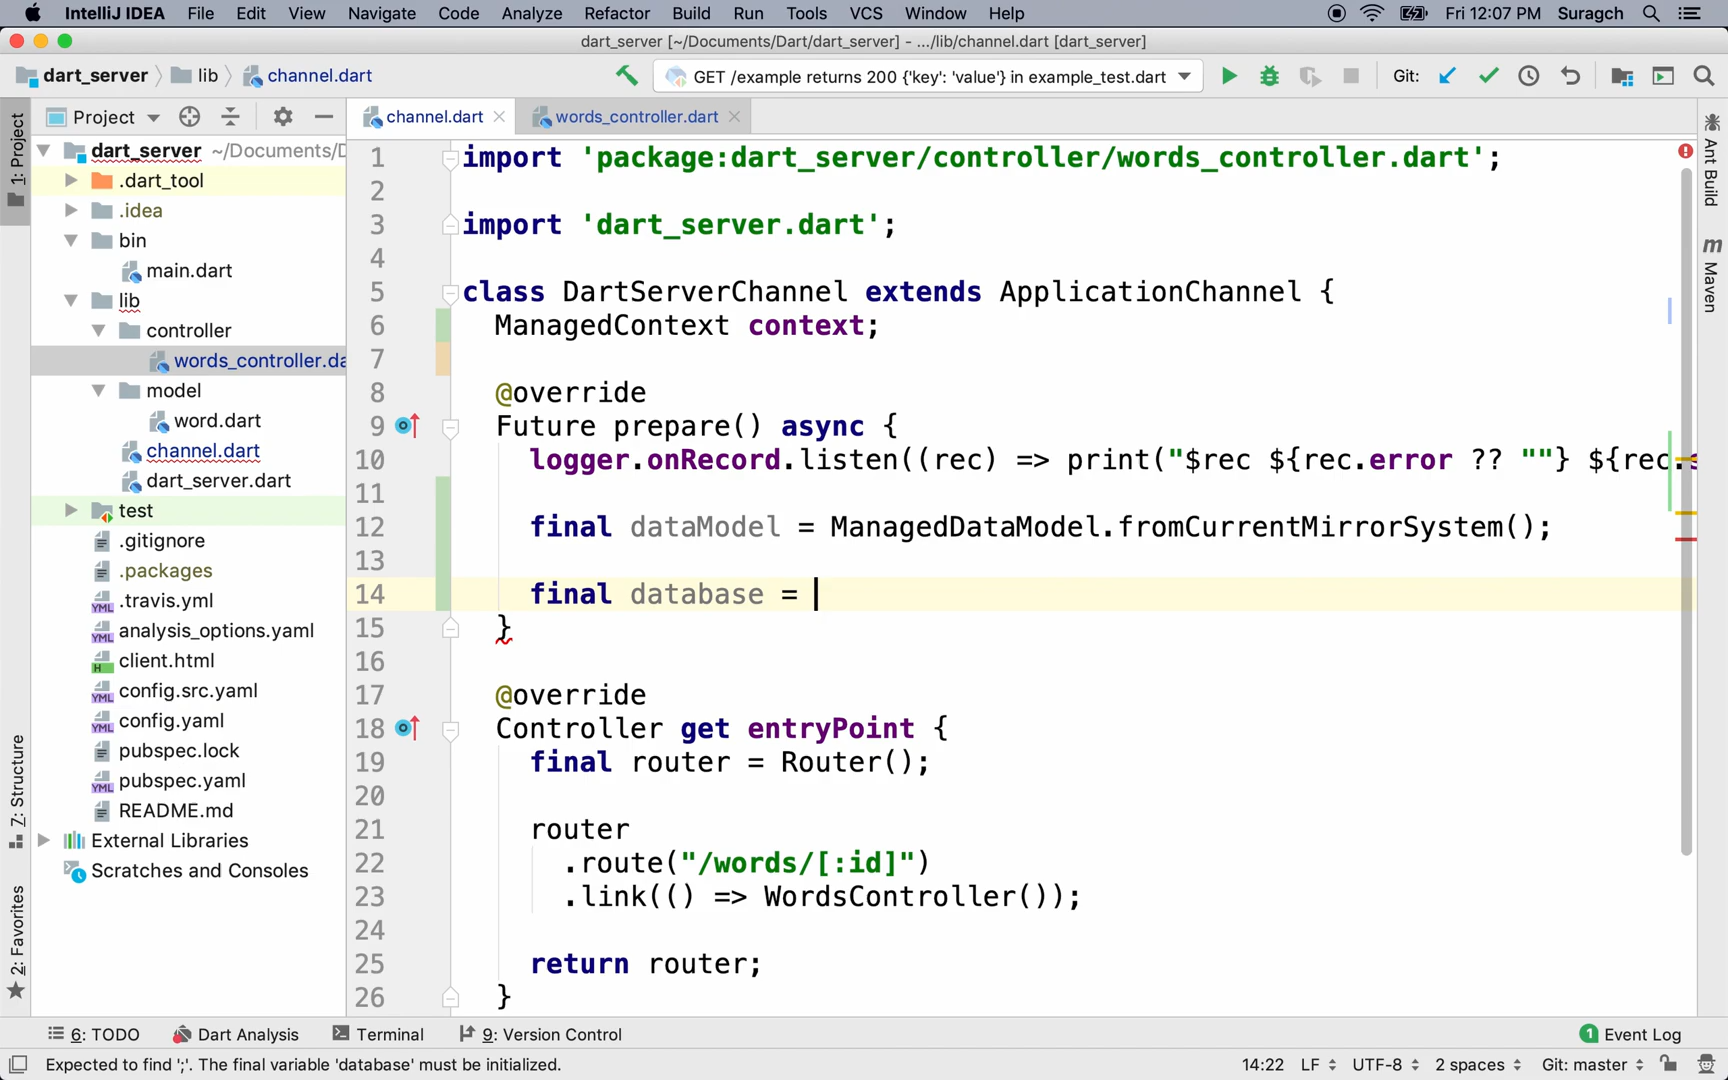 IntelliJ IDEA File Edit View Navigate Code Analyze Refactor Build Run Tools VCS Window Help Fri 12:07 PM Suragch
dart_server [~/Documents/Dart/dart_server] - .../lib/channel.dart [dart_server]
dart_server lib channel.dart GET /example returns 200 {'key': 'value'} in example_test.dart Git:
Project channel.dart words_controller.dart
1: Project
dart_server ~/Documents/D
.dart_tool
.idea
bin
main.dart
lib
controller
words_controller.da
model
word.dart
channel.dart
dart_server.dart
test
.gitignore
.packages
.travis.yml
analysis_options.yaml
client.html
config.src.yaml
config.yaml
pubspec.lock
pubspec.yaml
README.md
External Libraries
Scratches and Consoles
Z: Structure
2: Favorites
1 import 'package:dart_server/controller/words_controller.dart';
2
3 import 'dart_server.dart';
4
5 class DartServerChannel extends ApplicationChannel {
6 ManagedContext context;
7
8 @override
9 Future prepare() async {
10 logger.onRecord.listen((rec) => print("$rec ${rec.error ?? ""} ${rec.s
11
12 final dataModel = ManagedDataModel.fromCurrentMirrorSystem();
13
14 final database =
15 }
16
17 @override
18 Controller get entryPoint {
19 final router = Router();
20
21 router
22 .route("/words/[:id]")
23 .link(() => WordsController());
24
25 return router;
26 }
Ant Build
m Maven
6: TODO Dart Analysis Terminal 9: Version Control 1 Event Log
Expected to find ';'. The final variable 'database' must be initialized. 14:22 LF UTF-8 2 spaces Git: master